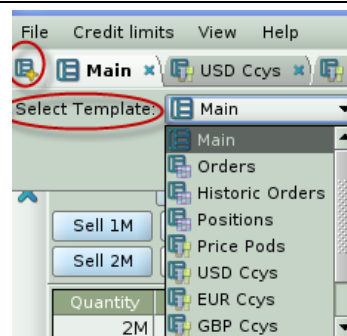 File Credit limits View Help
Main USD Ccys
Select Template: Main
Main
Orders
Historic Orders
Positions
Price Pods
USD Ccys
EUR Ccys
GBP Ccys
Sell 1M
Sell 2M
Quantity
2M